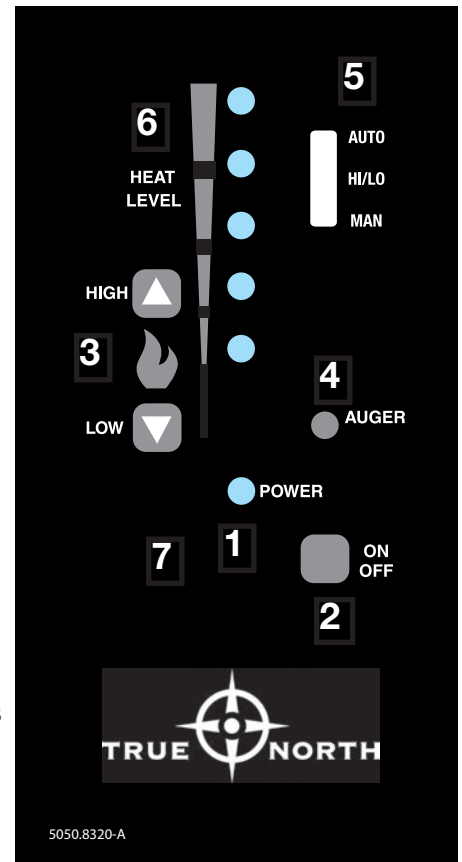 5
6
AUTO
HEAT
LEVEL
HI/LO
MAN
HIGH
3
4
LOW
AUGER
POWER
1
7
ON
OFF
2
TRUE NORTH
5050.8320-A